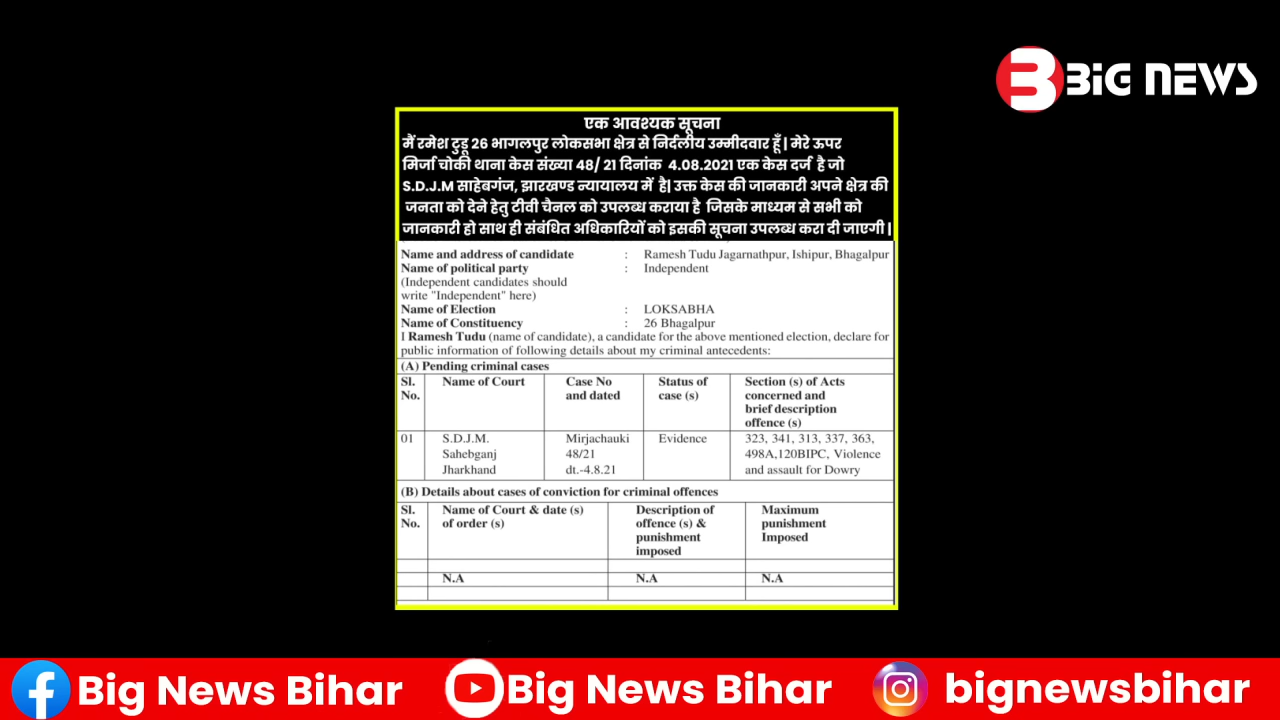 BiG NEWS
एक आवश्यक सूचना
मैं रमेश टुडू 26 भागलपुर लोकसभा क्षेत्र से निर्दलीय उम्मीदवार हूँ | मेरे ऊपर
मिर्जा चोकी थाना केस संख्या 48/ 21 दिनांक 4.08.2021 एक केस दर्ज है जो
S.D.J.M साहेबगंज, झारखण्ड न्यायालय में है| उक्त केस की जानकारी अपने क्षेत्र की
जनता को देने हेतु टीवी चैनल को उपलब्ध कराया है जिसके माध्यम से सभी को
जानकारी हो साथ ही संबंधित अधिकारियों को इसकी सूचना उपलब्ध करा दी जाएगी |
Name and address of candidate : Ramesh Tudu Jagarnathpur, Ishipur, Bhagalpur
Name of political party : Independent
(Independent candidates should
write "Independent" here)
Name of Election : LOKSABHA
Name of Constituency : 26 Bhagalpur
I Ramesh Tudu (name of candidate), a candidate for the above mentioned election, declare for
public information of following details about my criminal antecedents:
(A) Pending criminal cases
Sl. Name of Court Case No Status of Section (s) of Acts
No. and dated case (s) concerned and
brief description
offence (s)
01 S.D.J.M. Mirjachauki Evidence 323, 341, 313, 337, 363,
Sahebganj 48/21 498A,120BIPC, Violence
Jharkhand dt.-4.8.21 and assault for Dowry
(B) Details about cases of conviction for criminal offences
Sl. Name of Court & date (s) Description of Maximum
No. of order (s) offence (s) & punishment
punishment Imposed
imposed
N.A N.A N.A
Big News Bihar Big News Bihar bignewsbihar